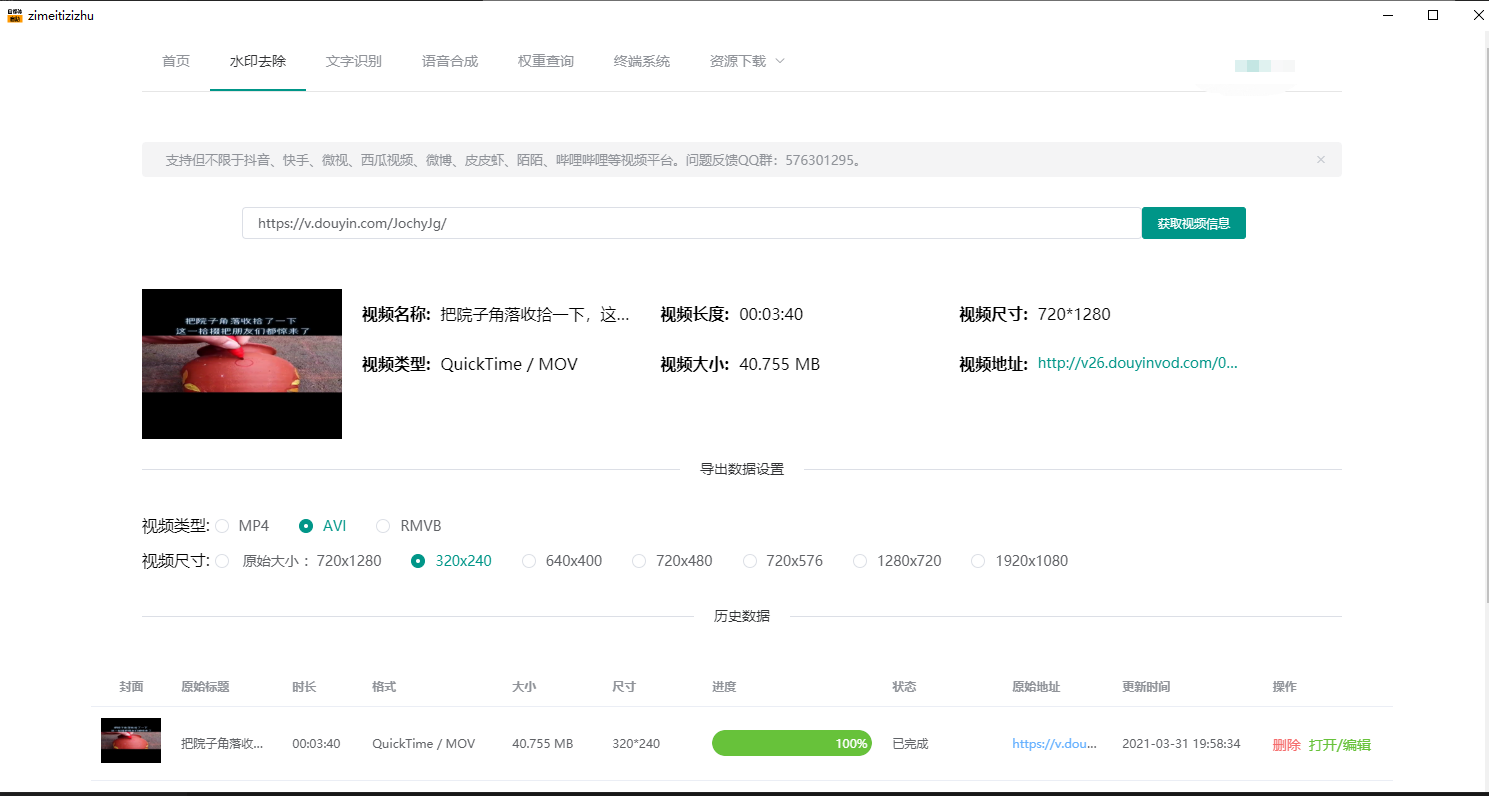 zimeitizizhu
首页 水印去除 文字识别 语音合成 权重查询 终端系统 资源下载
支持但不限于抖音、快手、微视、西瓜视频、微博、皮皮虾、陌陌、哔哩哔哩等视频平台。问题反馈QQ群：576301295。
https://v.douyin.com/JochyJg/ 获取视频信息
把院子角落收拾了一下
这一拾掇把朋友们都惊来了
视频名称: 把院子角落收拾一下，这... 视频长度: 00:03:40 视频尺寸: 720*1280
视频类型: QuickTime / MOV 视频大小: 40.755 MB 视频地址: http://v26.douyinvod.com/0...
导出数据设置
视频类型: MP4 AVI RMVB
视频尺寸: 原始大小： 720x1280 320x240 640x400 720x480 720x576 1280x720 1920x1080
历史数据
封面 原始标题 时长 格式 大小 尺寸 进度 状态 原始地址 更新时间 操作
把院子角落收... 00:03:40 QuickTime / MOV 40.755 MB 320*240 100% 已完成 https://v.dou... 2021-03-31 19:58:34 删除 打开/编辑